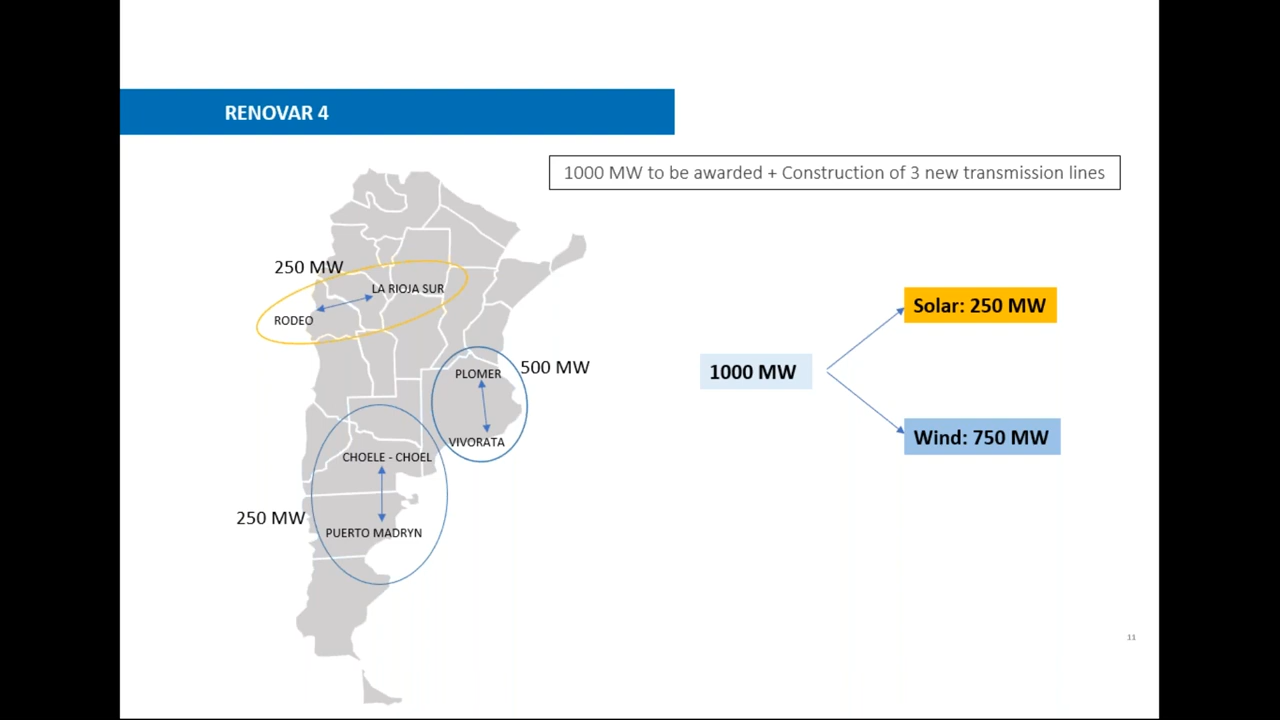 RENOVAR 4
1000 MW to be awarded + Construction of 3 new transmission lines
250 MW
LA RIOJA SUR
RODEO
500 MW
PLOMER
VIVORATA
CHOELE - CHOEL
250 MW
PUERTO MADRYN
1000 MW
Solar: 250 MW
Wind: 750 MW
11